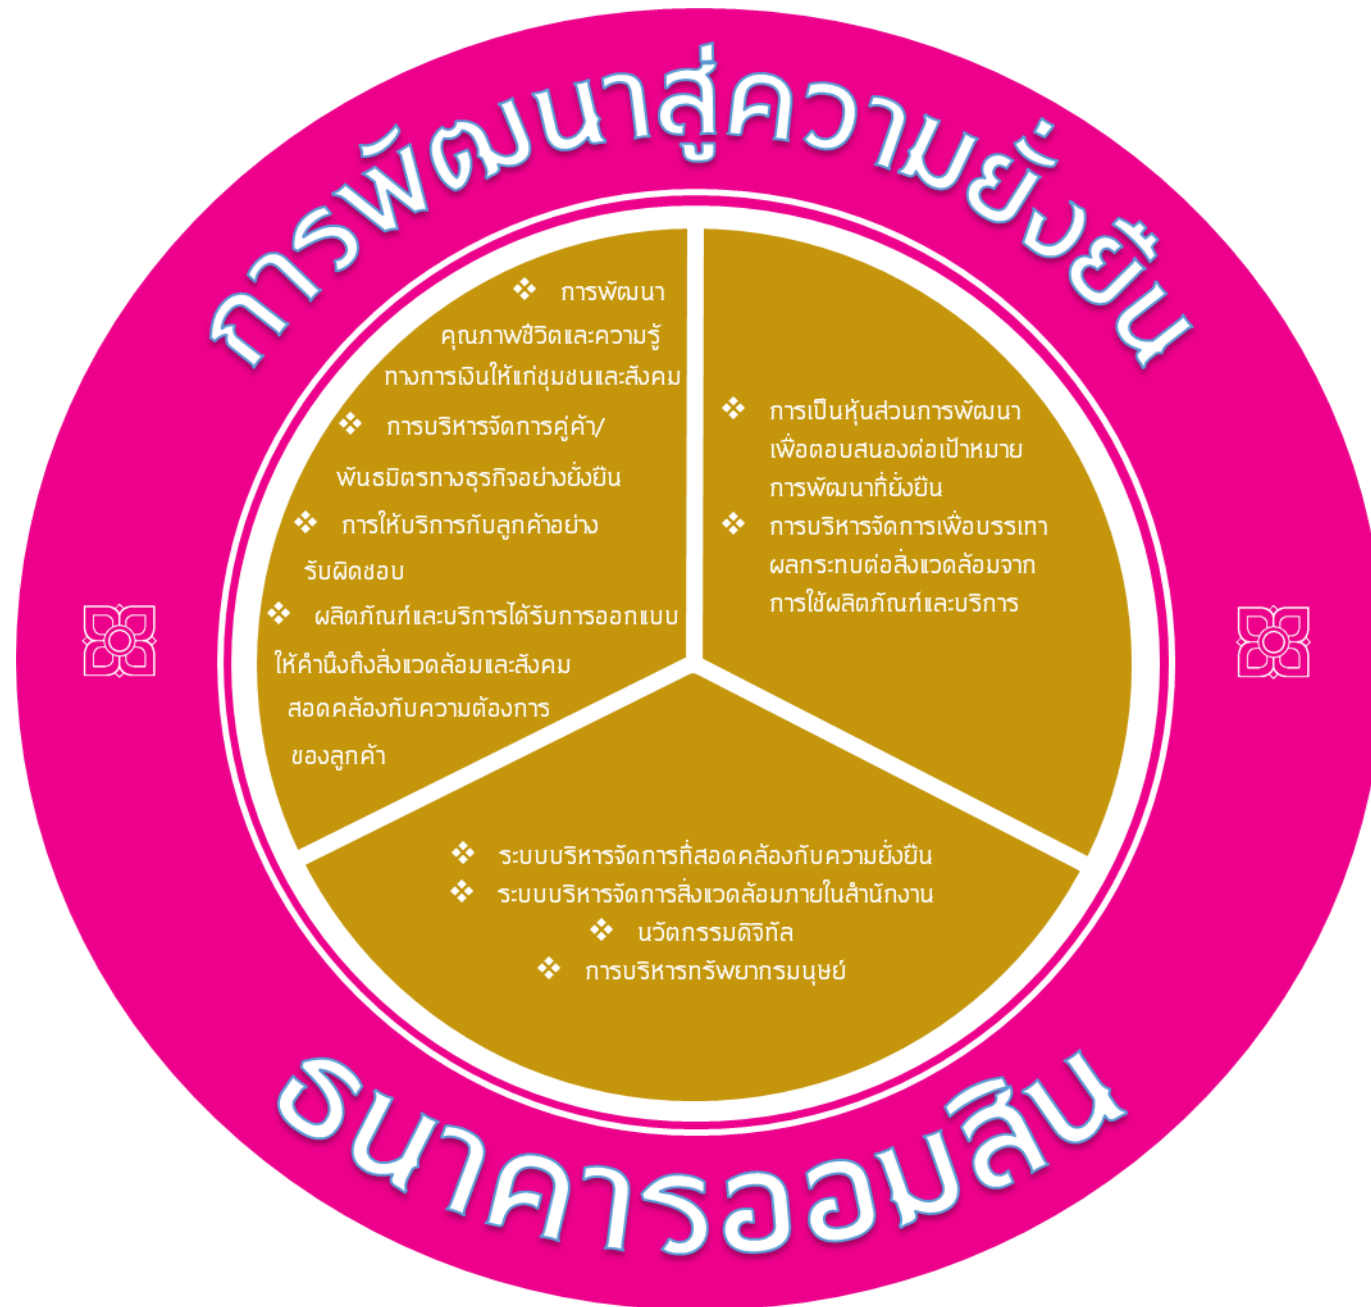 การพัฒนาสู่ความยั่งยืน
❖ การพัฒนา
คุณภาพชีวิตและความรู้
ทางการเงินให้แก่ชุมชนและสังคม
❖ การบริหารจัดการคู่ค้า/
พันธมิตรทางธุรกิจอย่างยั่งยืน
❖ การให้บริการกับลูกค้าอย่าง
รับผิดชอบ
❖ ผลิตภัณฑ์และบริการได้รับการออกแบบ
ให้คำนึงถึงสิ่งแวดล้อมและสังคม
สอดคล้องกับความต้องการ
ของลูกค้า
❖ การเป็นหุ้นส่วนการพัฒนา
เพื่อตอบสนองต่อเป้าหมาย
การพัฒนาที่ยั่งยืน
❖ การบริหารจัดการเพื่อบรรเทา
ผลกระทบต่อสิ่งแวดล้อมจาก
การใช้ผลิตภัณฑ์และบริการ
❖ ระบบบริหารจัดการที่สอดคล้องกับความยั่งยืน
❖ ระบบบริหารจัดการสิ่งแวดล้อมภายในสำนักงาน
❖ นวัตกรรมดิจิทัล
❖ การบริหารทรัพยากรมนุษย์
ธนาคารออมสิน